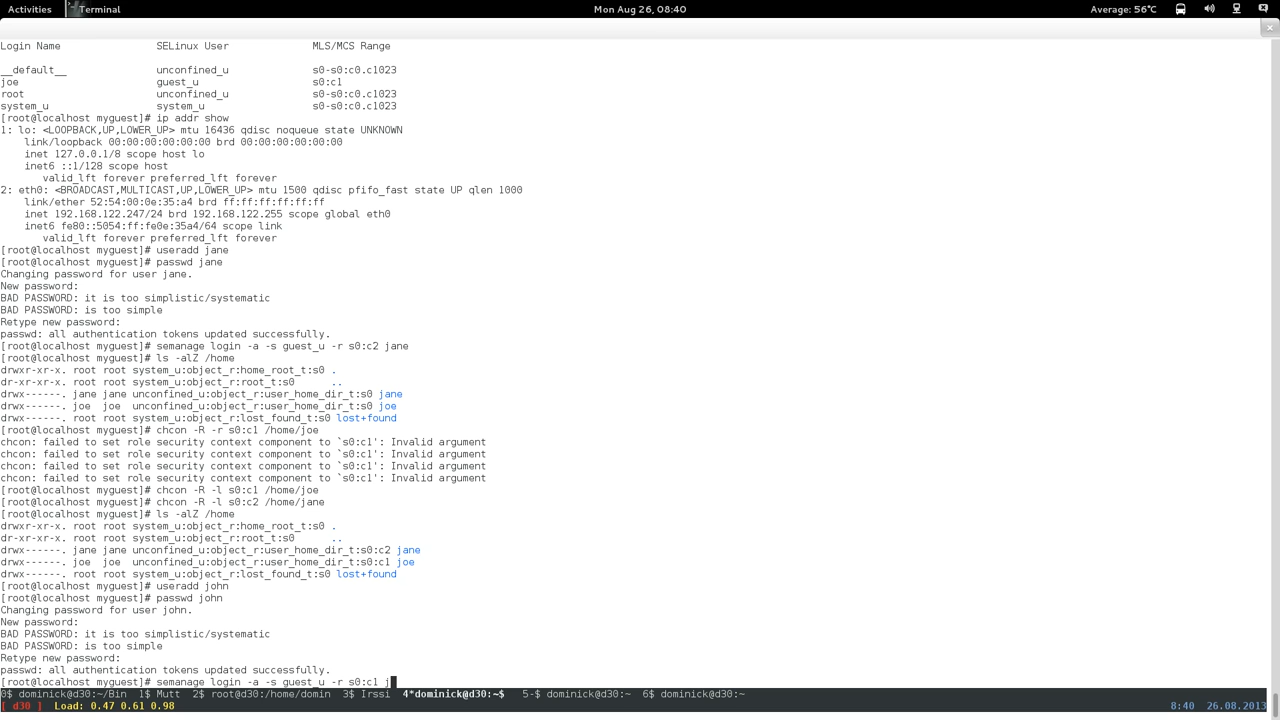 Activities Terminal Mon Aug 26, 08:40 Average: 56°C
Login Name SELinux User MLS/MCS Range
__default__ unconfined_u s0-s0:c0.c1023
joe guest_u s0:c1
root unconfined_u s0-s0:c0.c1023
system_u system_u s0-s0:c0.c1023
[root@localhost myguest]# ip addr show
1: lo: <LOOPBACK,UP,LOWER_UP> mtu 16436 qdisc noqueue state UNKNOWN
link/loopback 00:00:00:00:00:00 brd 00:00:00:00:00:00
inet 127.0.0.1/8 scope host lo
inet6 ::1/128 scope host
valid_lft forever preferred_lft forever
2: eth0: <BROADCAST,MULTICAST,UP,LOWER_UP> mtu 1500 qdisc pfifo_fast state UP qlen 1000
link/ether 52:54:00:0e:35:a4 brd ff:ff:ff:ff:ff:ff
inet 192.168.122.247/24 brd 192.168.122.255 scope global eth0
inet6 fe80::5054:ff:fe0e:35a4/64 scope link
valid_lft forever preferred_lft forever
[root@localhost myguest]# useradd jane
[root@localhost myguest]# passwd jane
Changing password for user jane.
New password:
BAD PASSWORD: it is too simplistic/systematic
BAD PASSWORD: is too simple
Retype new password:
passwd: all authentication tokens updated successfully.
[root@localhost myguest]# semanage login -a -s guest_u -r s0:c2 jane
[root@localhost myguest]# ls -alZ /home
drwxr-xr-x. root root system_u:object_r:home_root_t:s0 .
dr-xr-xr-x. root root system_u:object_r:root_t:s0 ..
drwx------. jane jane unconfined_u:object_r:user_home_dir_t:s0 jane
drwx------. joe joe unconfined_u:object_r:user_home_dir_t:s0 joe
drwx------. root root system_u:object_r:lost_found_t:s0 lost+found
[root@localhost myguest]# chcon -R -r s0:c1 /home/joe
chcon: failed to set role security context component to `s0:c1': Invalid argument
chcon: failed to set role security context component to `s0:c1': Invalid argument
chcon: failed to set role security context component to `s0:c1': Invalid argument
chcon: failed to set role security context component to `s0:c1': Invalid argument
[root@localhost myguest]# chcon -R -l s0:c1 /home/joe
[root@localhost myguest]# chcon -R -l s0:c2 /home/jane
[root@localhost myguest]# ls -alZ /home
drwxr-xr-x. root root system_u:object_r:home_root_t:s0 .
dr-xr-xr-x. root root system_u:object_r:root_t:s0 ..
drwx------. jane jane unconfined_u:object_r:user_home_dir_t:s0:c2 jane
drwx------. joe joe unconfined_u:object_r:user_home_dir_t:s0:c1 joe
drwx------. root root system_u:object_r:lost_found_t:s0 lost+found
[root@localhost myguest]# useradd john
[root@localhost myguest]# passwd john
Changing password for user john.
New password:
BAD PASSWORD: it is too simplistic/systematic
BAD PASSWORD: is too simple
Retype new password:
passwd: all authentication tokens updated successfully.
[root@localhost myguest]# semanage login -a -s guest_u -r s0:c1 j
0$ dominick@d30:~/Bin 1$ Mutt 2$ root@d30:/home/domin 3$ Irssi 4*dominick@d30:~$ 5-$ dominick@d30:~ 6$ dominick@d30:~
[ d30 ] Load: 0.47 0.61 0.98 8:40 26.08.2013